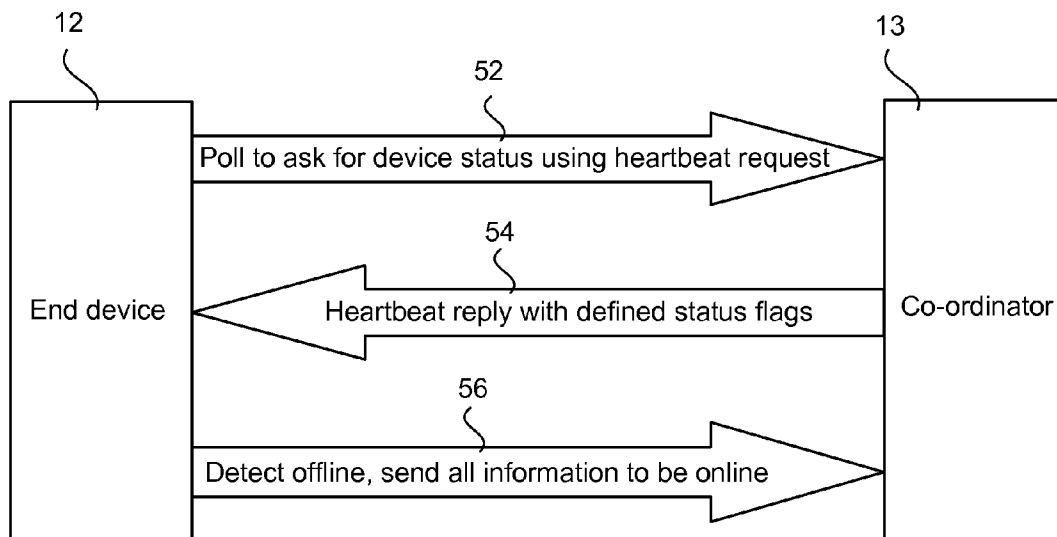 12
13
52
Poll to ask for device status using heartbeat request
54
End device
Heartbeat reply with defined status flags
Co-ordinator
56
Detect offline, send all information to be online